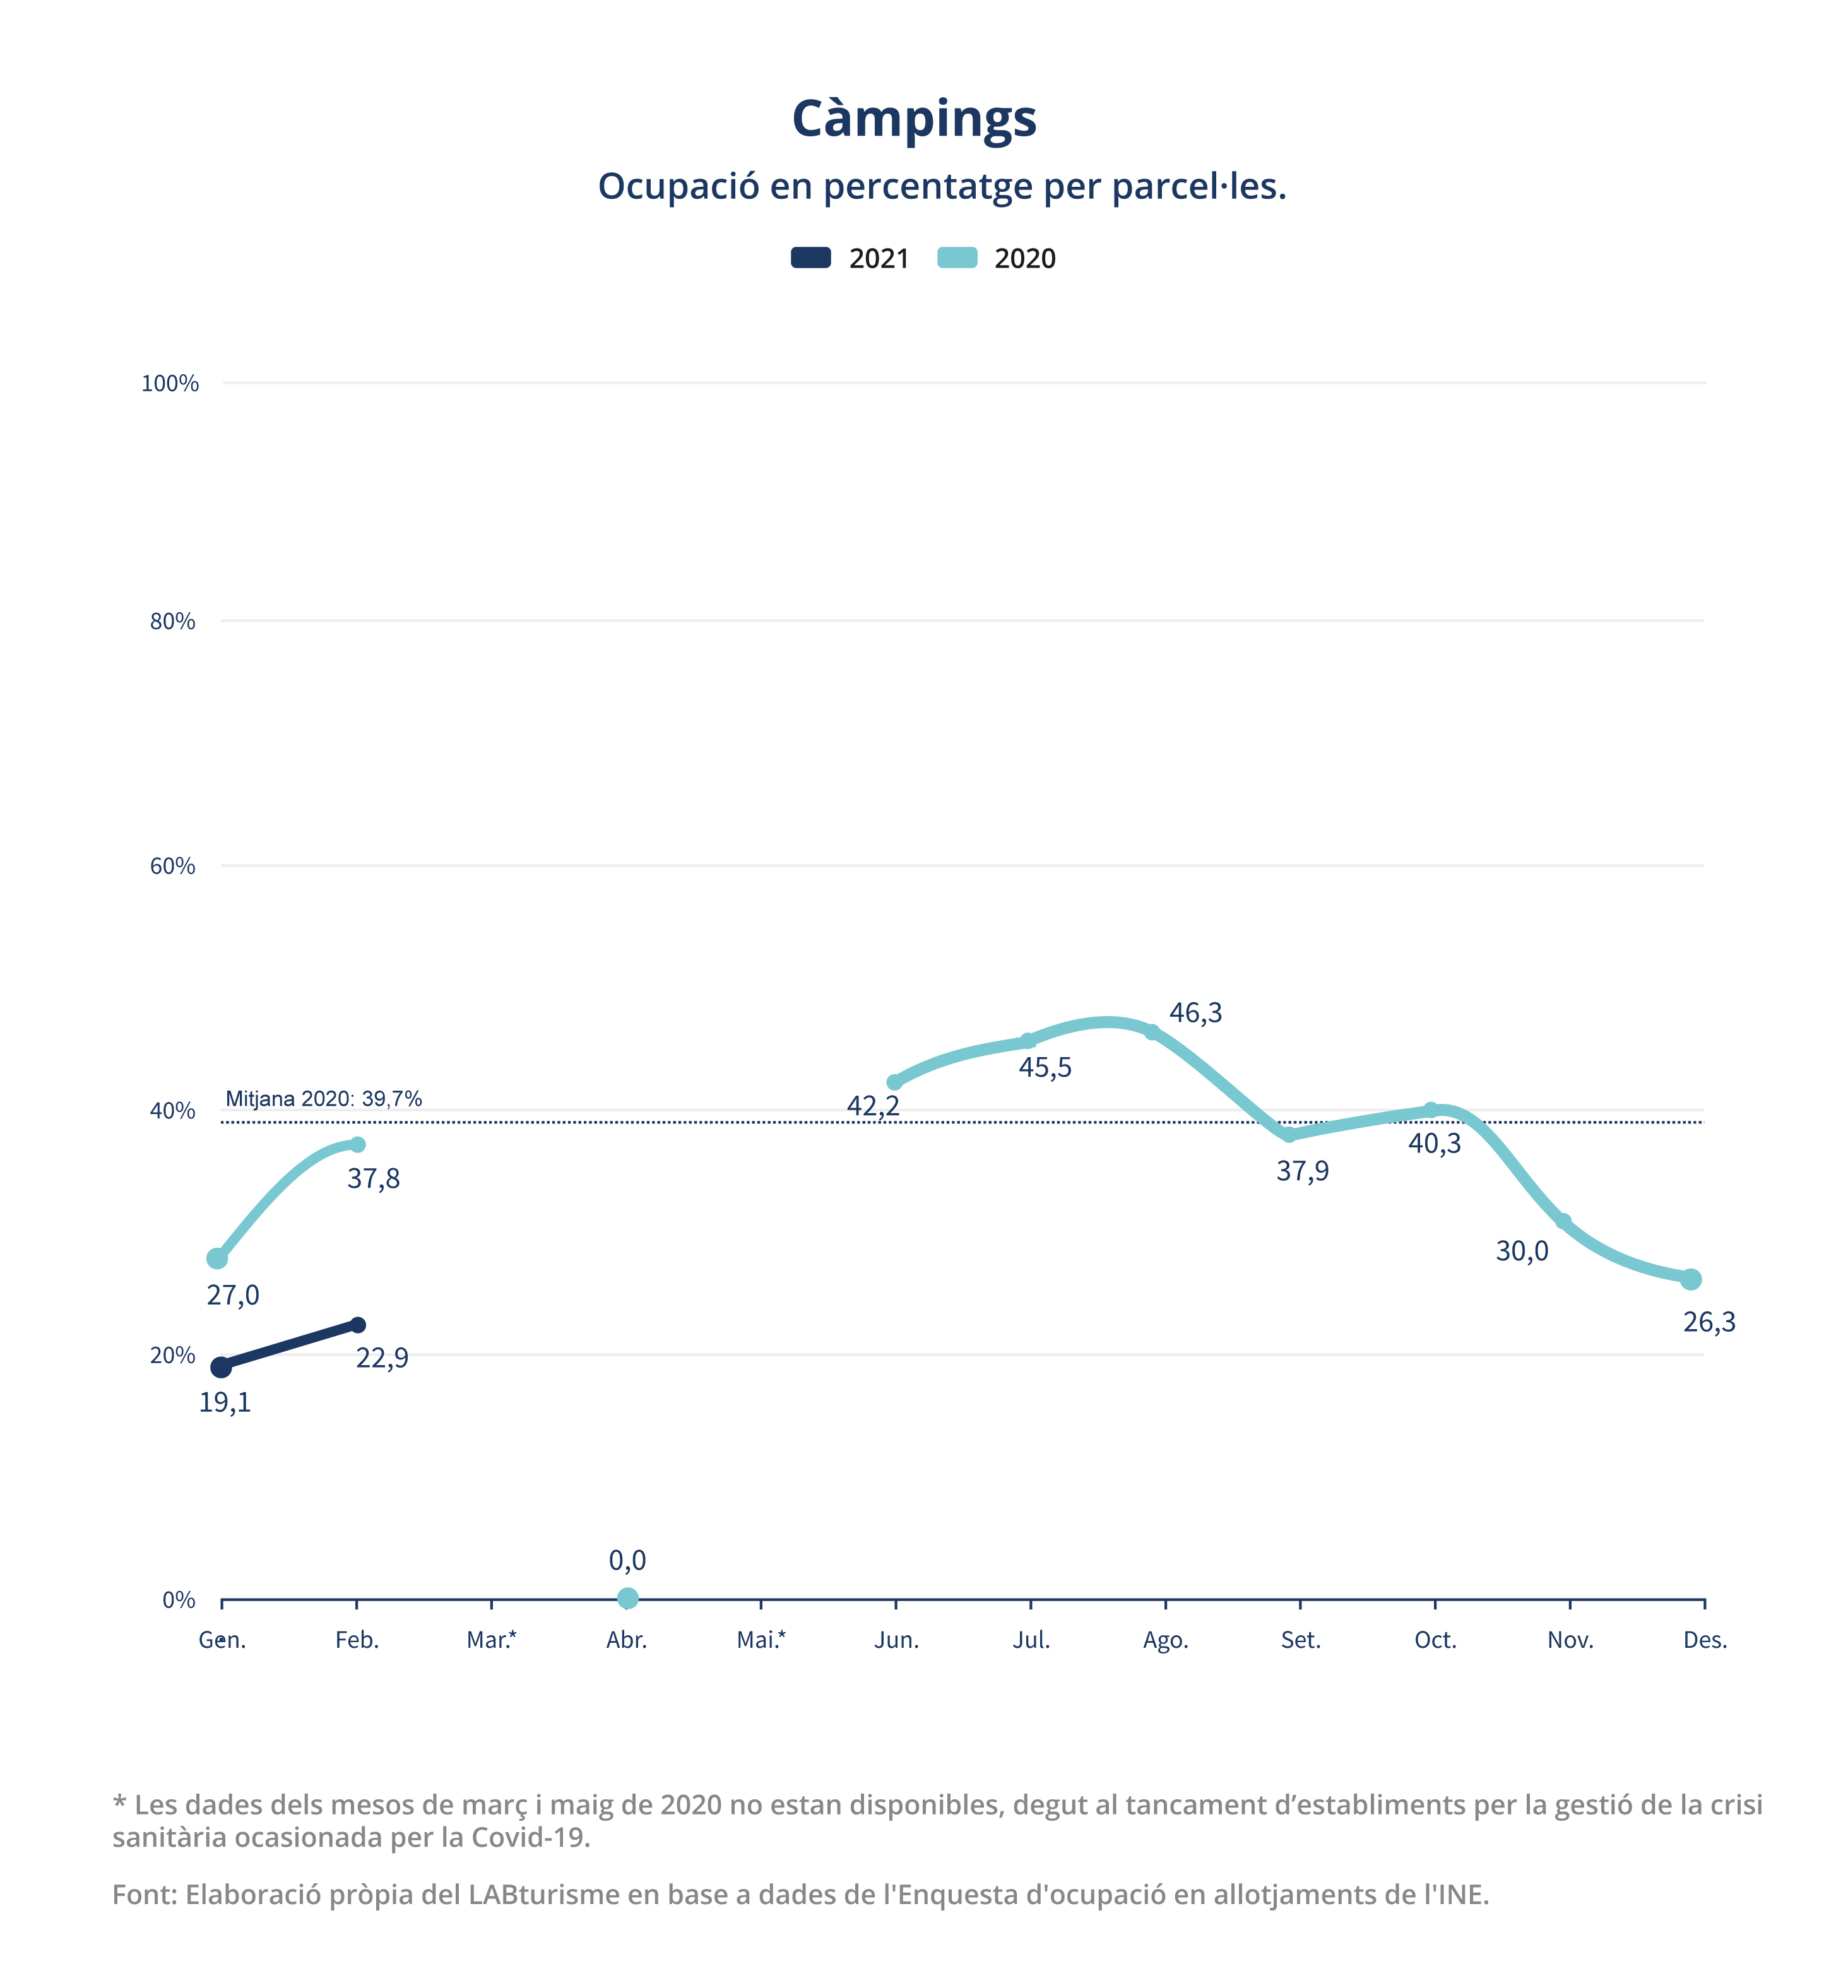 Càmpings
Ocupació en percentatge per parcel·les.
2021 2020
100%
80%
60%
46,3
45,5
Mitjana 2020: 39,7%
42,2
40%
40,3
37,8
37,9
30,0
27,0
26,3
20%
22,9
19,1
0,0
0%
Gen. Feb. Mar.* Abr. Mai.* Jun. Jul. Ago. Set. Oct. Nov. Des.
* Les dades dels mesos de març i maig de 2020 no estan disponibles, degut al tancament d’establiments per la gestió de la crisi
sanitària ocasionada per la Covid-19.
Font: Elaboració pròpia del LABturisme en base a dades de l'Enquesta d'ocupació en allotjaments de l'INE.